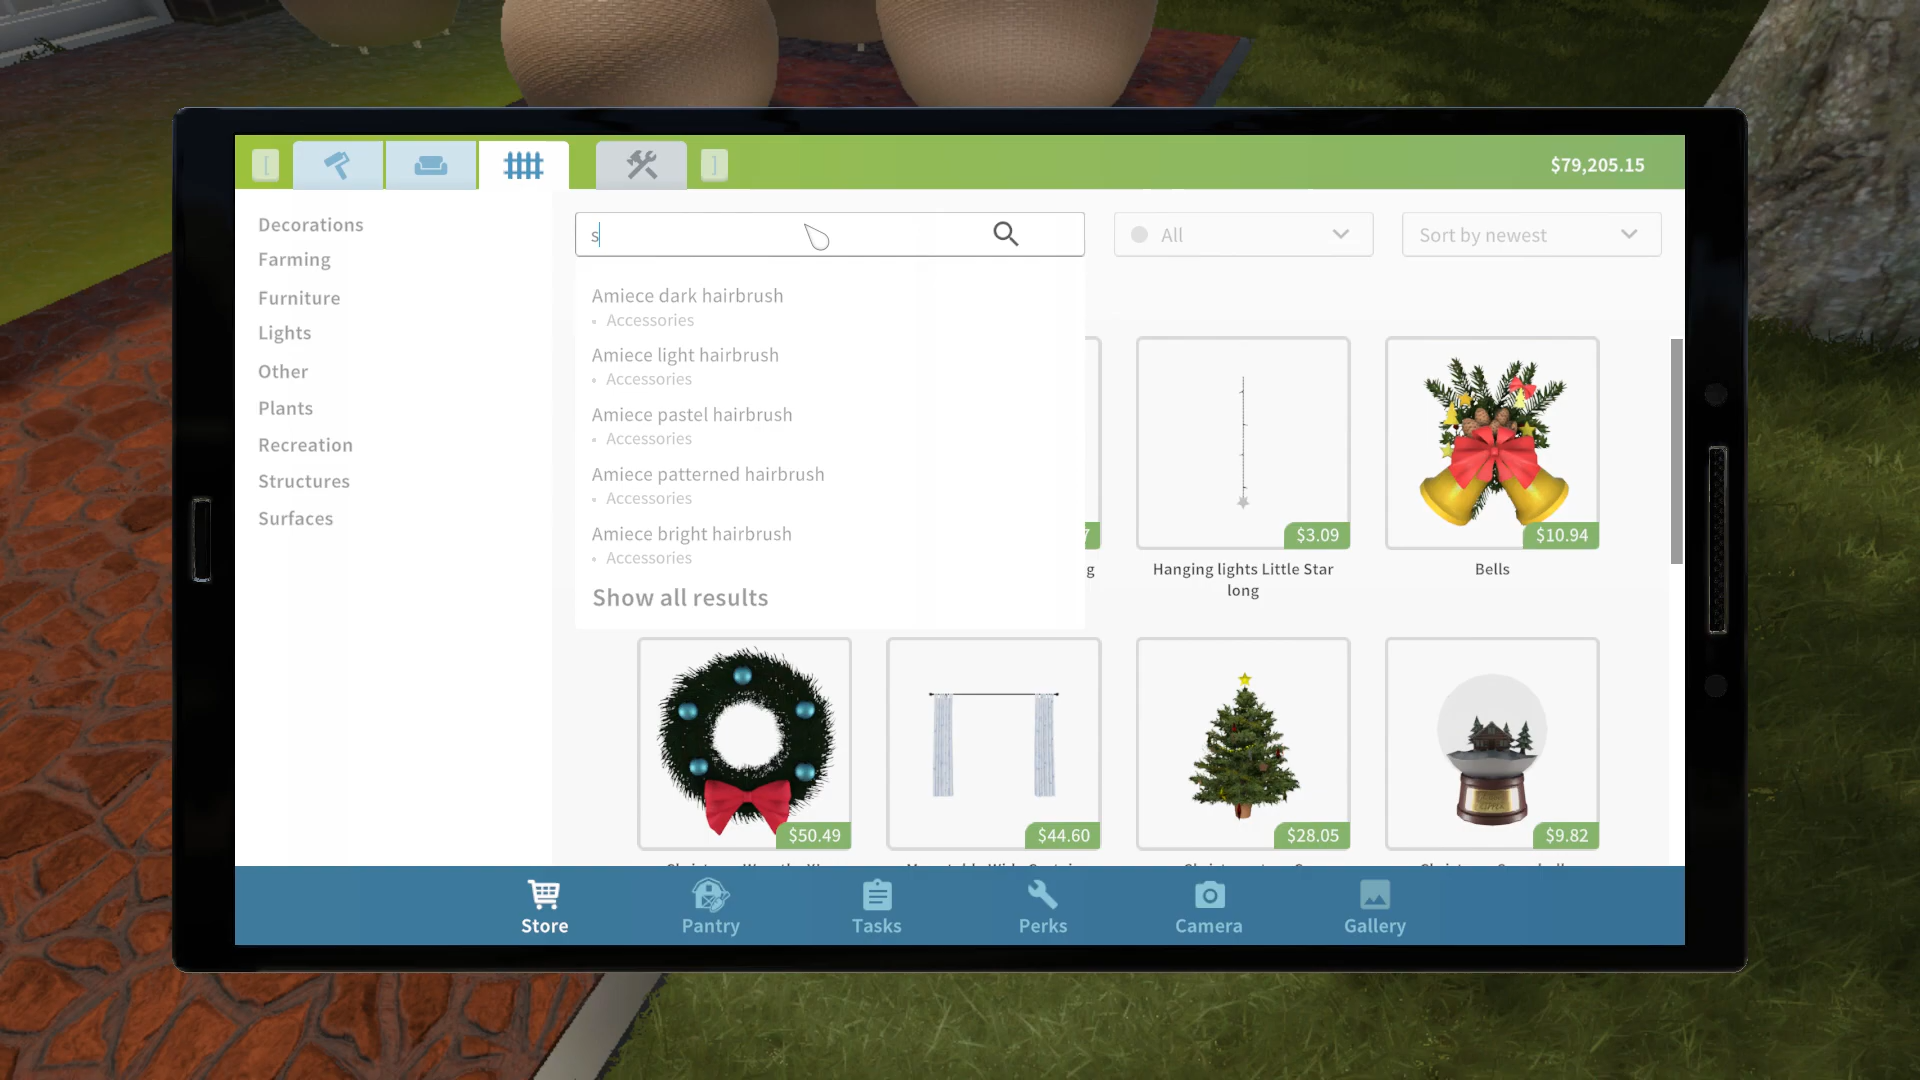 [
]
$79,205.15
Decorations
Farming
Furniture
Lights
Other
Plants
Recreation
Structures
Surfaces
s
All
Sort by newest
Amiece dark hairbrush
• Accessories
Amiece light hairbrush
• Accessories
Amiece pastel hairbrush
• Accessories
Amiece patterned hairbrush
• Accessories
Amiece bright hairbrush
• Accessories
Show all results
7
g
$3.09
Hanging lights Little Star
long
$10.94
Bells
$50.49
$44.60
$28.05
$9.82
Store
Pantry
Tasks
Perks
Camera
Gallery